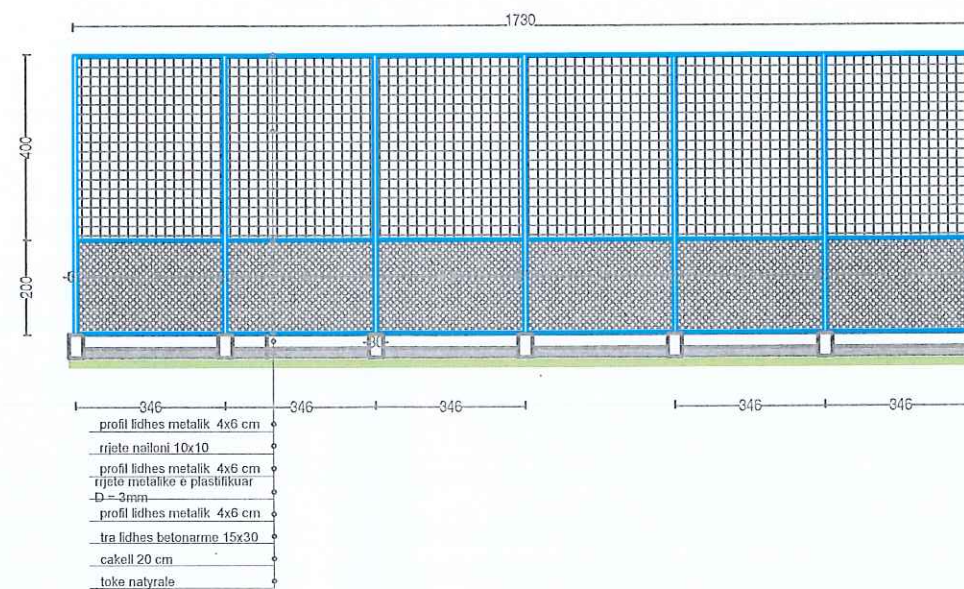 1730
400
200
30
346
346
346
346
346
profil lidhes metalik 4x6 cm
rrjete nailoni 10x10
profil lidhes metalik 4x6 cm
rrjete metalike e plastifikuar
D = 3mm
profil lidhes metalik 4x6 cm
tra lidhes betonarme 15x30
cakell 20 cm
toke natyrale